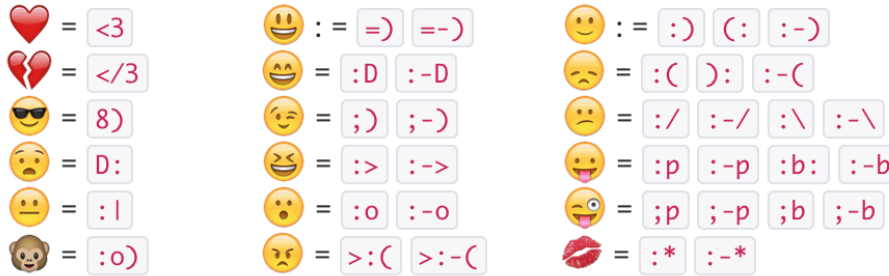 ❤️ = <3
💔 = </3
😎 = 8)
😧 = D:
😐 = :|
🐵 = :o)
😃 : = =) =-)
😄 = :D :-D
😉 = ;) ;-)
😆 = :> :->
😮 = :o :-o
😠 = >:( >:-(
🙂 : = :) (: :-)
😞 = :( ): :-(
😕 = :/ :-/ :\ :-\
😛 = :p :-p :b: :-b
😜 = ;p ;-p ;b ;-b
💋 = :* :-*